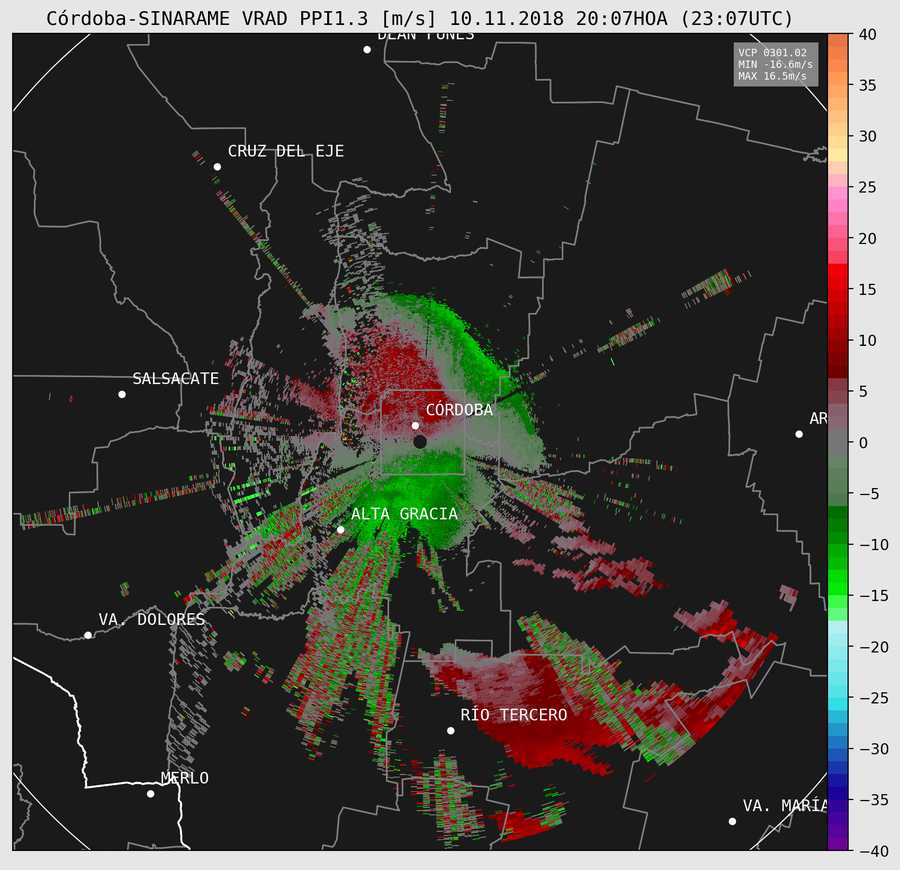 Córdoba-SINARAME VRAD PPI1.3 [m/s] 10.11.2018 20:07HOA (23:07UTC)
DEAN FUNES
VCP 0301.02
MIN -16.6m/s
MAX 16.5m/s
CRUZ DEL EJE
SALSACATE
CÓRDOBA
AR
ALTA GRACIA
VA. DOLORES
RÍO TERCERO
MERLO
VA. MARÍA
40
35
30
25
20
15
10
5
0
−5
−10
−15
−20
−25
−30
−35
−40